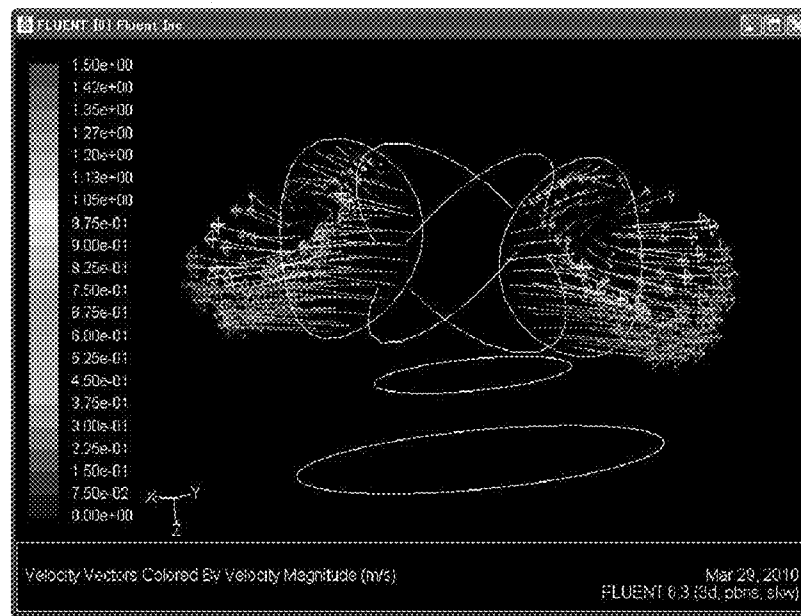 FLUENT [0] Fluent Inc
1.50e+00
1.42e+00
1.35e+00
1.27e+00
1.20e+00
1.13e+00
1.05e+00
9.75e-01
9.00e-01
8.25e-01
7.50e-01
6.75e-01
6.00e-01
5.25e-01
4.50e-01
3.75e-01
3.00e-01
2.25e-01
1.50e-01
7.50e-02
0.00e+00
X Y
Z
Velocity Vectors Colored By Velocity Magnitude (m/s)
Mar 29, 2010
FLUENT 6.3 (3d, pbns, skw)